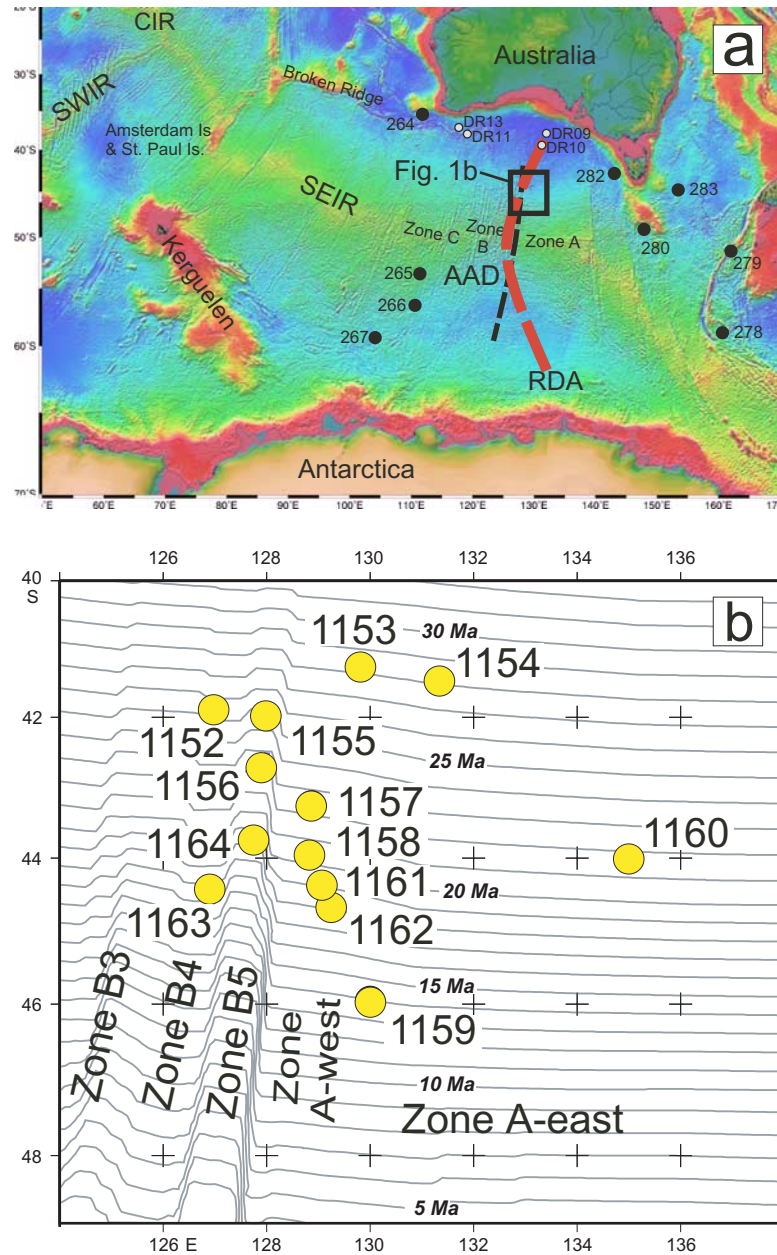 a
CIR
Australia
30°S
SWIR
Broken Ridge
264
DR13
DR11
DR09
DR10
Amsterdam Is
& St. Paul Is.
40°S
Fig. 1b
282
283
SEIR
Zone C
Zone
B
Zone A
280
50°S
279
Kerguelen
265
AAD
266
267
278
60°S
RDA
Antarctica
70°S
60°E
70°E
80°E
90°E
100°E
110°E
120°E
130°E
140°E
150°E
160°E
126
128
130
132
134
136
40
S
b
30 Ma
1153
1154
42
1152
1155
25 Ma
1156
1157
1164
1158
1160
44
1161
20 Ma
1163
1162
15 Ma
46
1159
Zone B3
Zone B4
Zone B5
Zone
A-west
10 Ma
Zone A-east
48
5 Ma
126 E
128
130
132
134
136